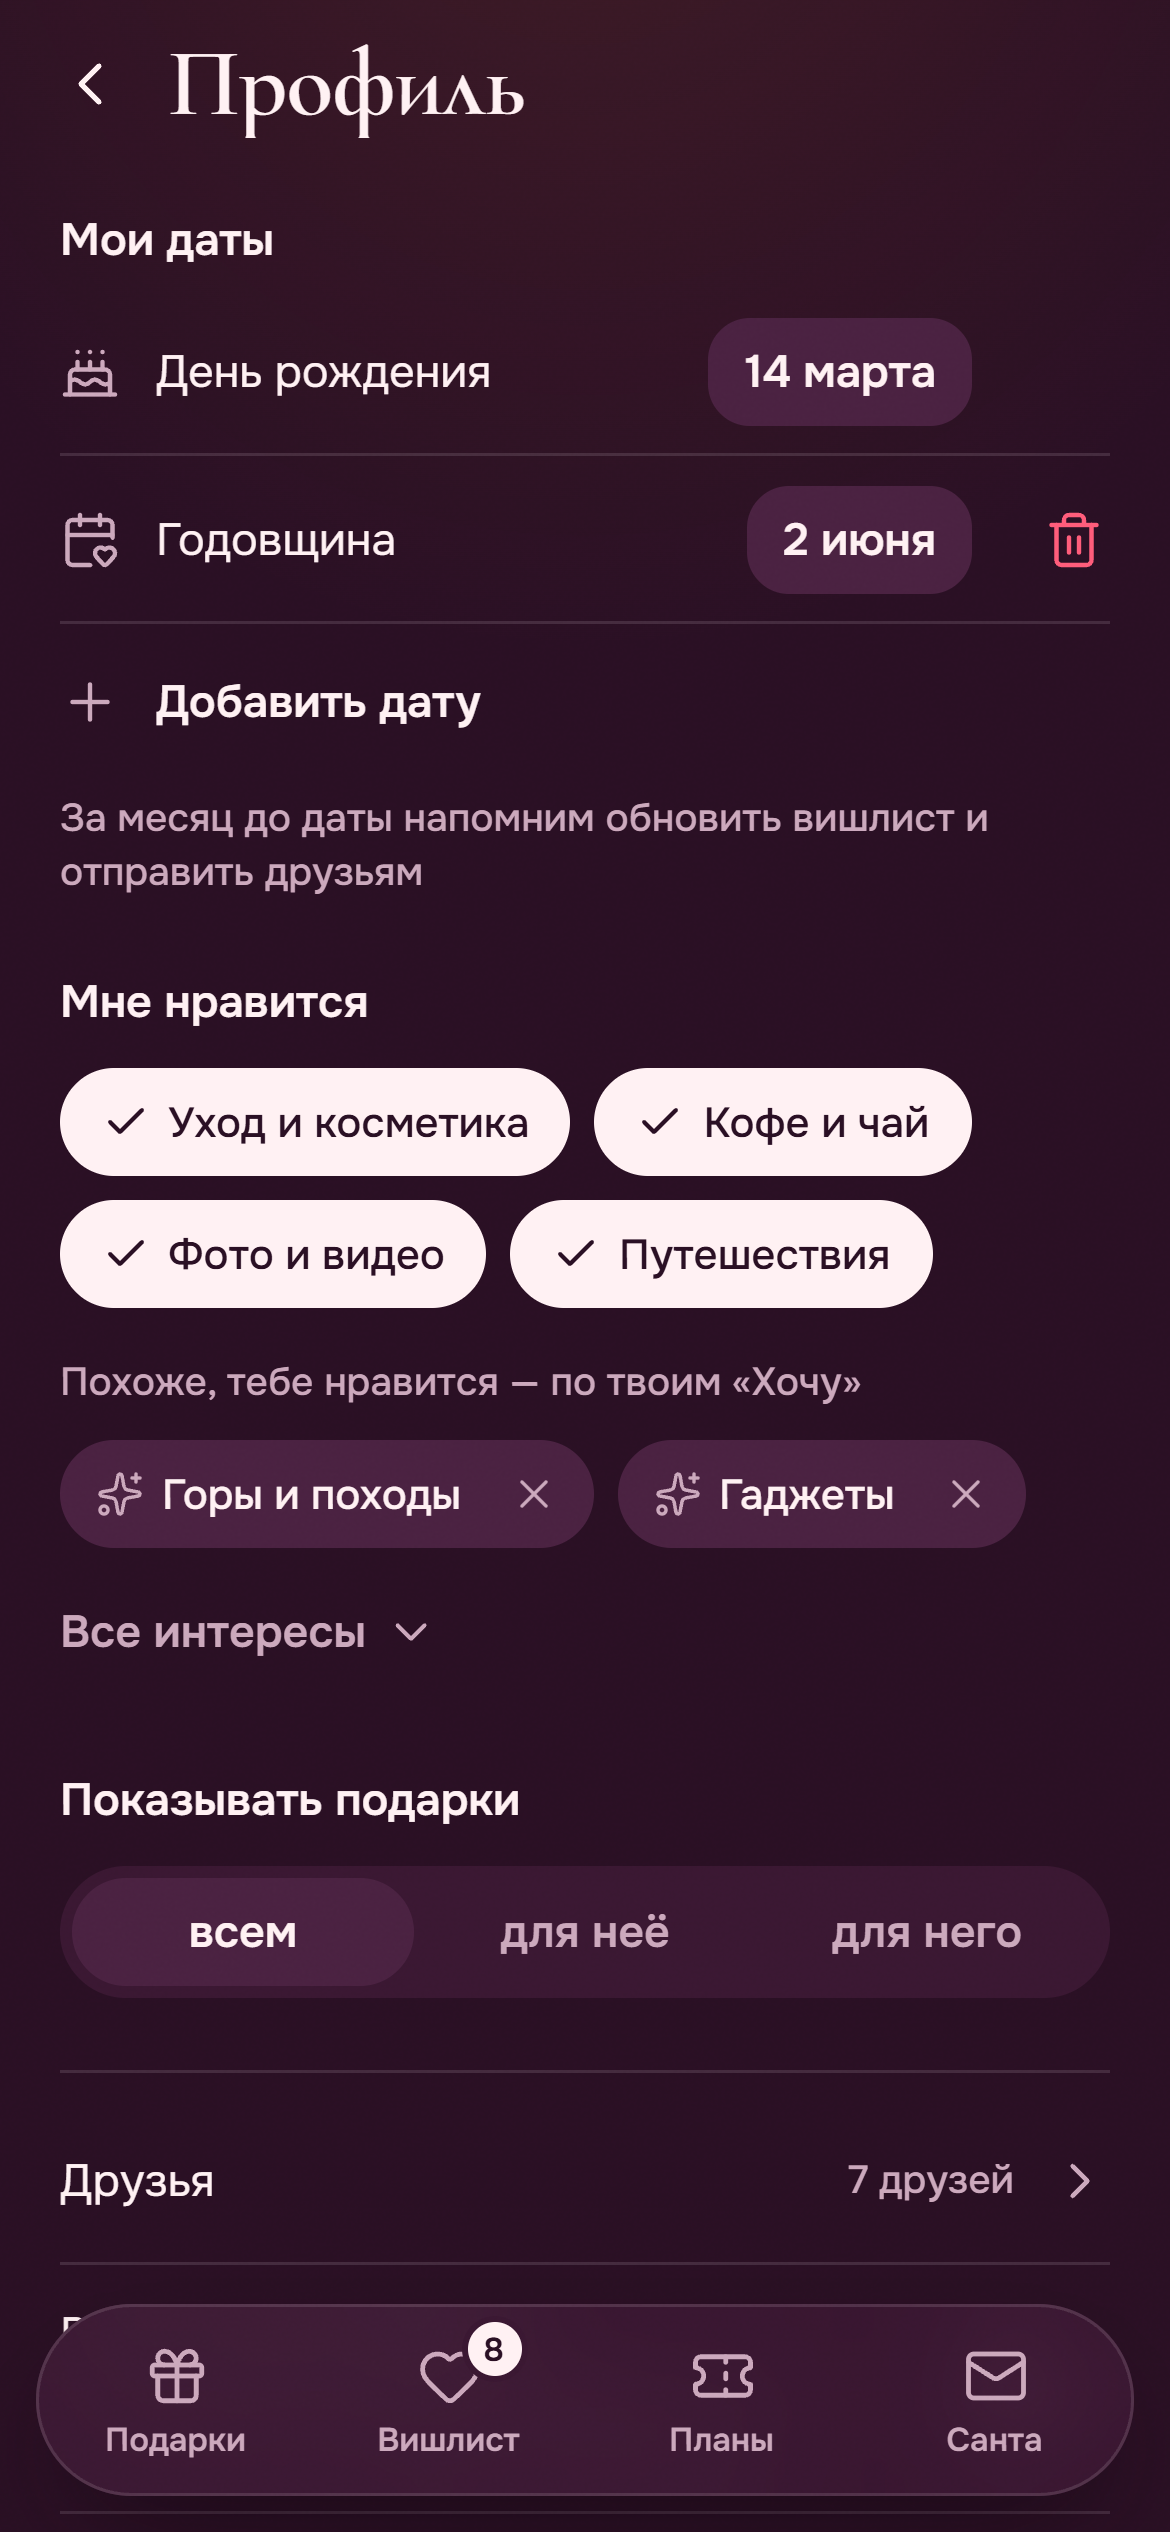 Профиль
Мои даты
День рождения
14 марта
Годовщина
2 июня
Добавить дату
За месяц до даты напомним обновить вишлист и
отправить друзьям
Мне нравится
Уход и косметика
Кофе и чай
Фото и видео
Путешествия
Похоже, тебе нравится — по твоим «Хочу»
Горы и походы
Гаджеты
Все интересы
Показывать подарки
всем
для неё
для него
Друзья
7 друзей
8
Подарки
Вишлист
Планы
Санта